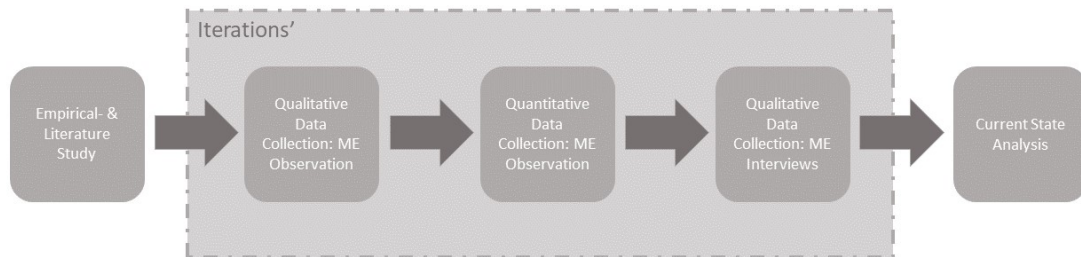 Iterations’
Empirical- &
Literature
Study
Qualitative
Data
Collection: ME
Observation
Quantitative
Data
Collection: ME
Observation
Qualitative
Data
Collection: ME
Interviews
Current State
Analysis